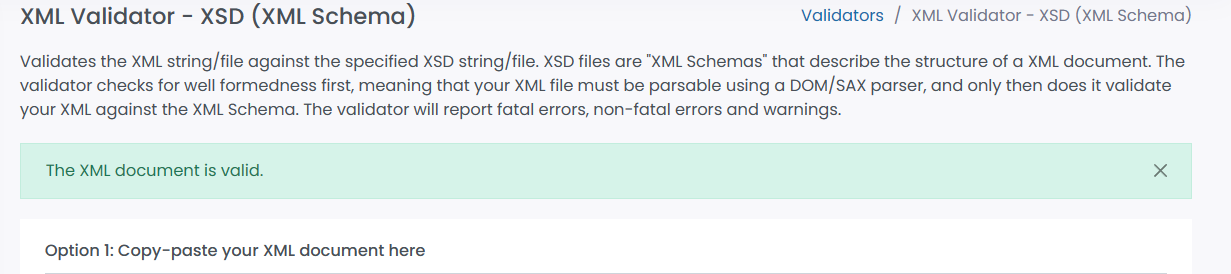 XML Validator - XSD (XML Schema)
Validators / XML Validator - XSD (XML Schema)
Validates the XML string/file against the specified XSD string/file. XSD files are "XML Schemas" that describe the structure of a XML document. The
validator checks for well formedness first, meaning that your XML file must be parsable using a DOM/SAX parser, and only then does it validate
your XML against the XML Schema. The validator will report fatal errors, non-fatal errors and warnings.
The XML document is valid.
Option 1: Copy-paste your XML document here